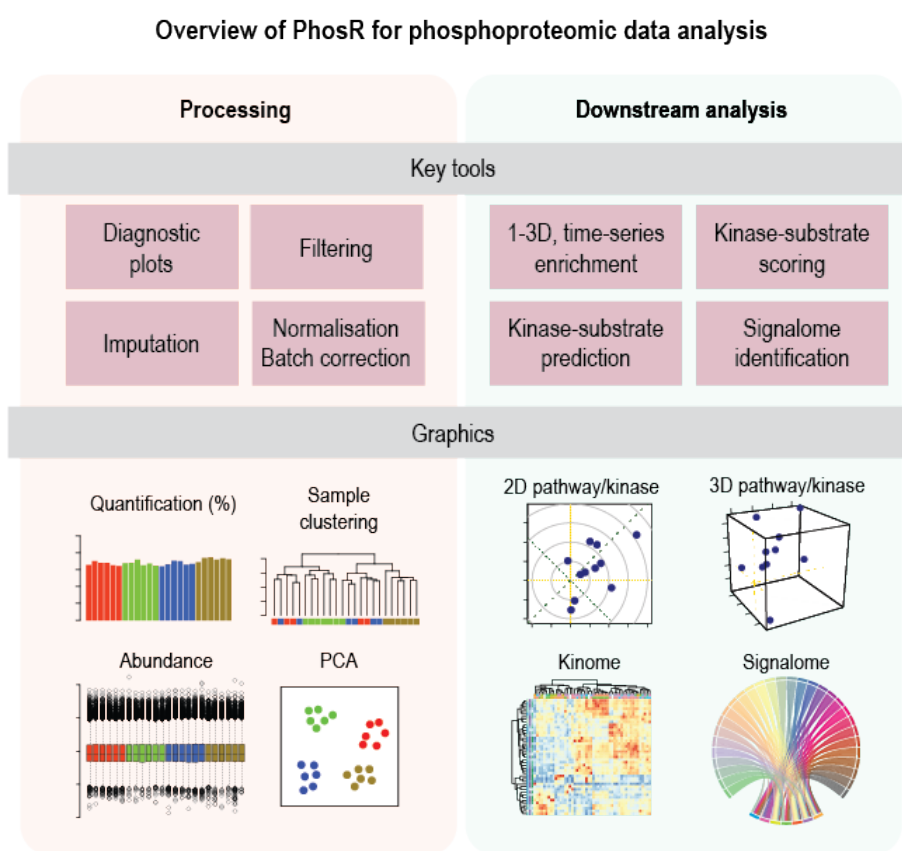 Overview of PhosR for phosphoproteomic data analysis
Processing
Downstream analysis
Key tools
Diagnostic
plots
Filtering
1-3D, time-series
enrichment
Kinase-substrate
scoring
Imputation
Normalisation
Batch correction
Kinase-substrate
prediction
Signalome
identification
Graphics
Quantification (%)
Sample
clustering
2D pathway/kinase
3D pathway/kinase
Abundance
PCA
Kinome
Signalome